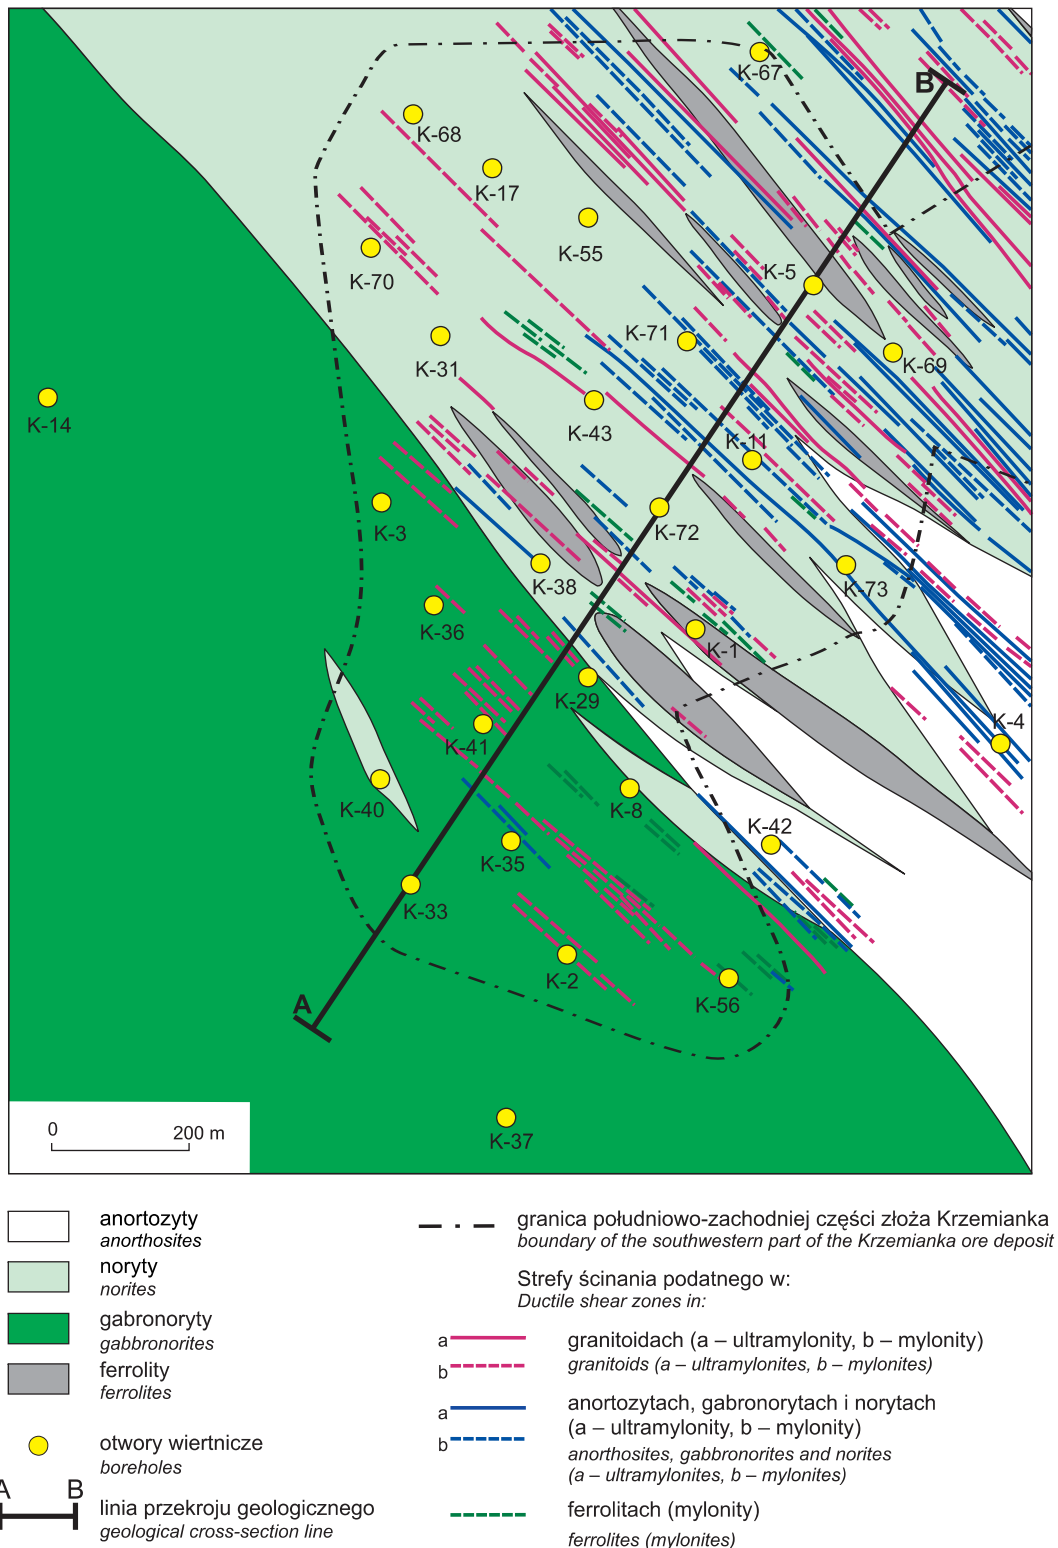 B
K-67
K-68
K-17
K-55
K-70
K-5
K-71
K-31
K-69
K-14
K-43
K-11
K-3
K-72
K-38
K-73
K-36
K-1
K-29
K-4
K-41
K-40
K-8
K-42
K-35
K-33
K-2
K-56
A
K-37
0 200 m
anortozyty
anorthosites
noryty
norites
gabronoryty
gabbronorites
ferrolity
ferrolites
otwory wiertnicze
boreholes
A B
linia przekroju geologicznego
geological cross-section line
granica południowo-zachodniej części złoża Krzemianka
boundary of the southwestern part of the Krzemianka ore deposit
Strefy ścinania podatnego w:
Ductile shear zones in:
a
granitoidach (a – ultramylonity, b – mylonity)
b
granitoids (a – ultramylonites, b – mylonites)
a
anortozytach, gabronorytach i norytach
(a – ultramylonity, b – mylonity)
b
anorthosites, gabbronorites and norites
(a – ultramylonites, b – mylonites)
ferrolitach (mylonity)
ferrolites (mylonites)